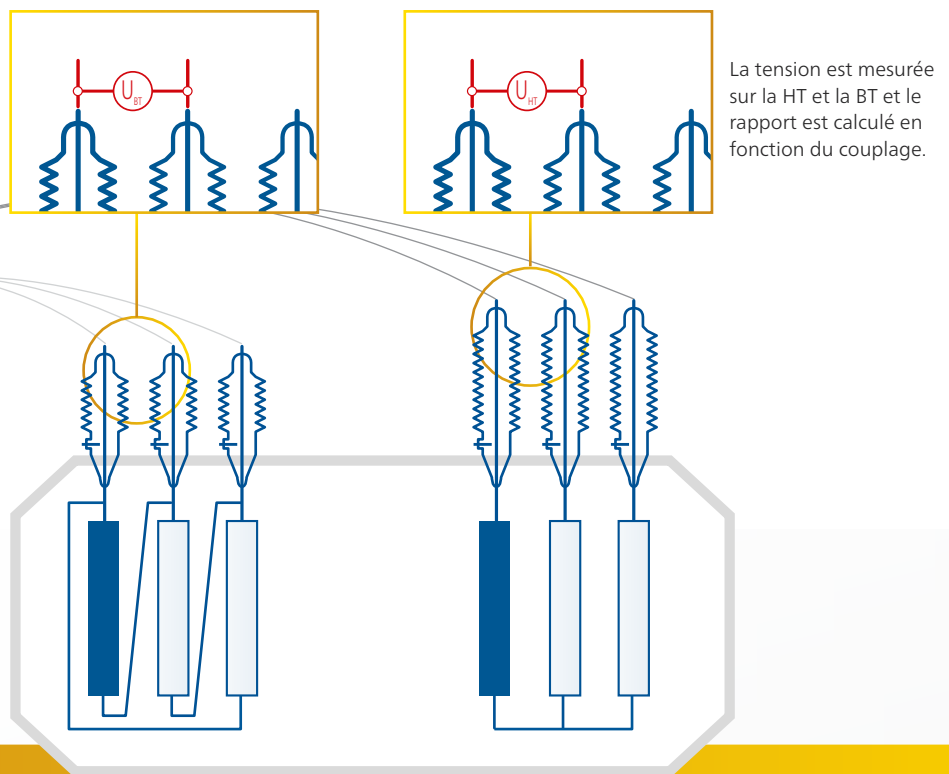 U BT
U HT
La tension est mesurée
sur la HT et la BT et le
rapport est calculé en
fonction du couplage.